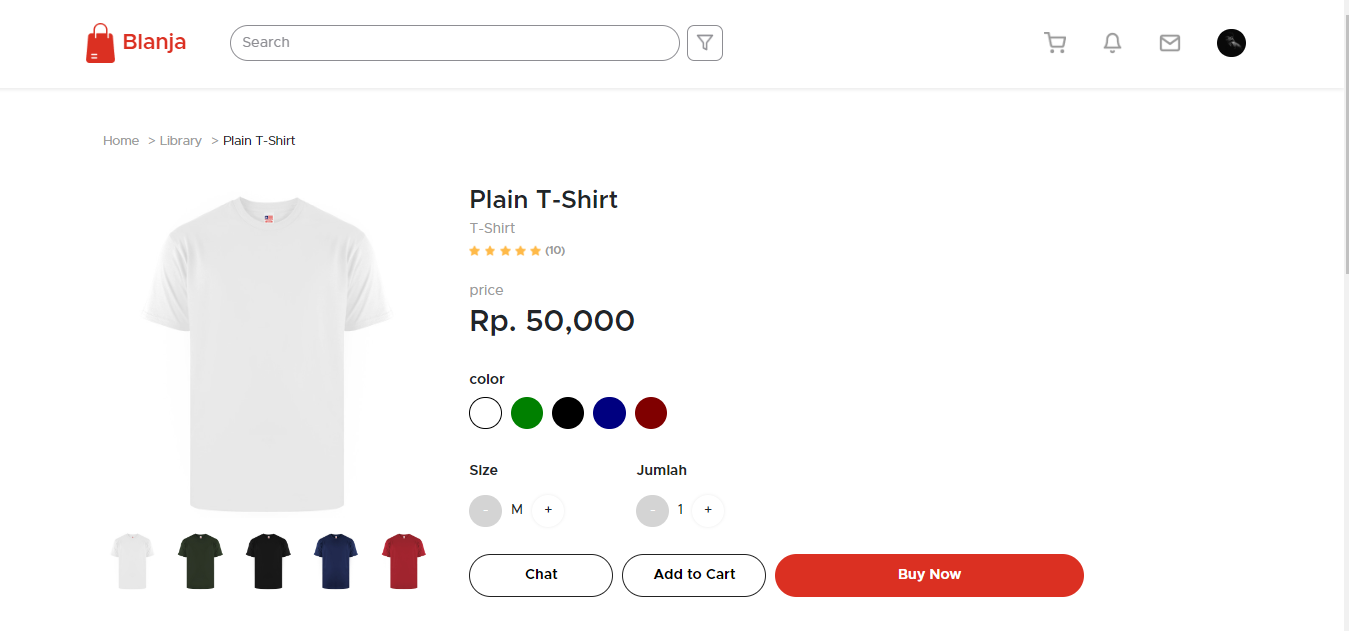 Blanja
Search
Home > Library > Plain T-Shirt
Plain T-Shirt
T-Shirt
(10)
price
Rp. 50,000
color
Size Jumlah
- M + - 1 +
Chat Add to Cart Buy Now